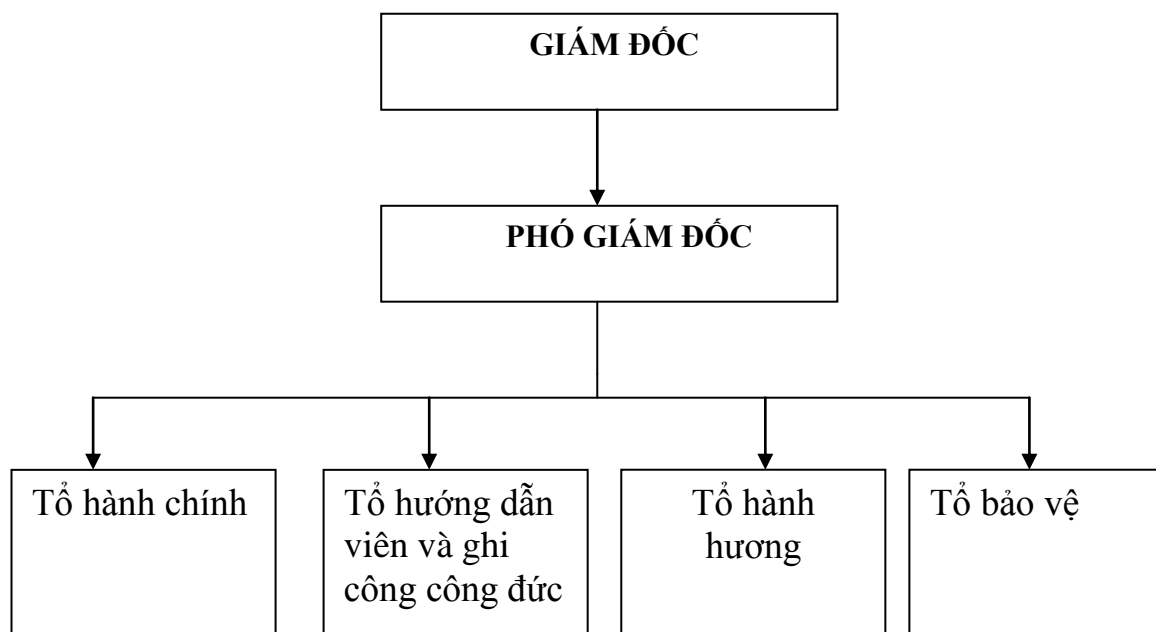 GIÁM ĐỐC
PHÓ GIÁM ĐỐC
Tổ hành chính
Tổ hướng dẫn
viên và ghi
công công đức
Tổ hành
hương
Tổ bảo vệ